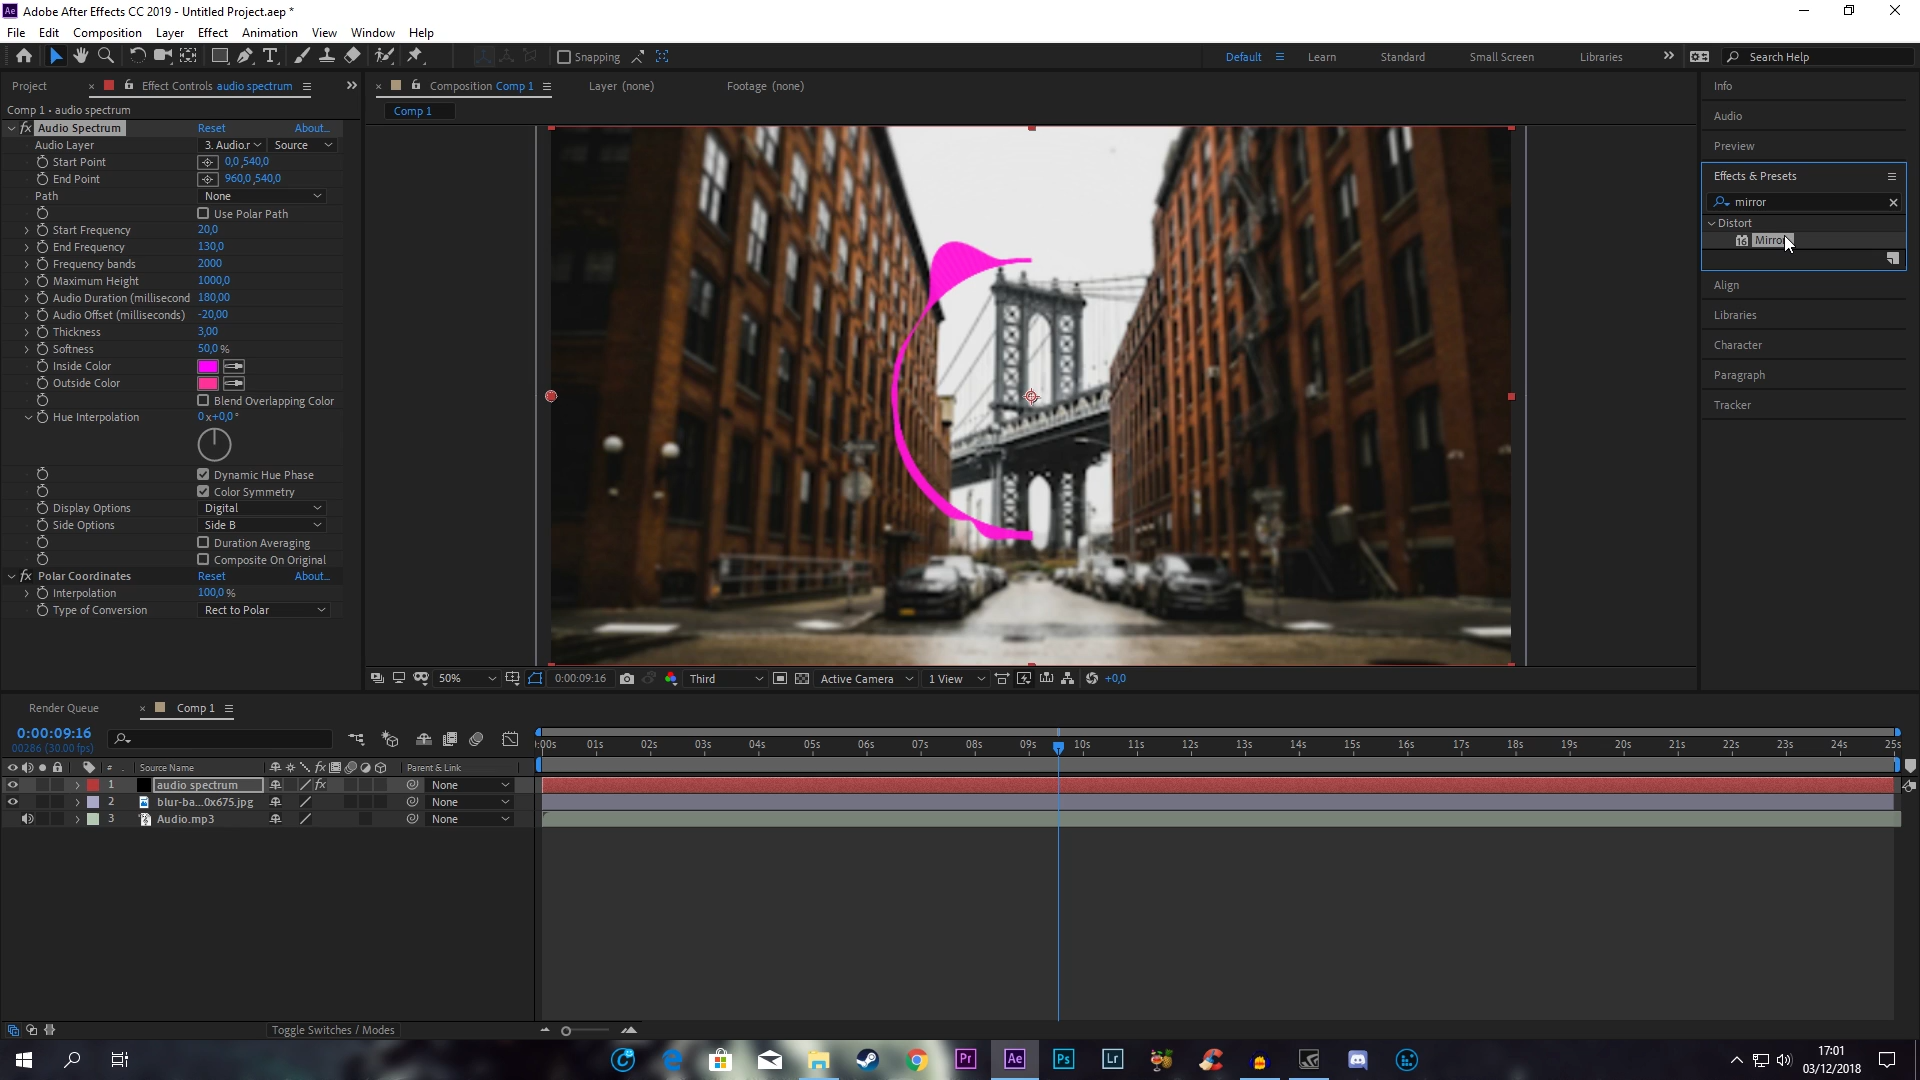 Adobe After Effects CC 2019 - Untitled Project.aep *
File Edit Composition Layer Effect Animation View Window Help
Snapping
Default Learn Standard Small Screen Libraries
Search Help
Project
Effect Controls audio spectrum
Composition Comp 1
Layer (none)
Footage (none)
Comp 1 • audio spectrum
Comp 1
fx Audio Spectrum Reset About...
Audio Layer 3. Audio.r Source
Start Point 0,0,540,0
End Point 960,0,540,0
Path None
Use Polar Path
Start Frequency 20,0
End Frequency 130,0
Frequency bands 2000
Maximum Height 1000,0
Audio Duration (millisecond 180,00
Audio Offset (milliseconds) -20,00
Thickness 3,00
Softness 50,0 %
Inside Color
Outside Color
Blend Overlapping Color
Hue Interpolation 0x+0,0°
Dynamic Hue Phase
Color Symmetry
Display Options Digital
Side Options Side B
Duration Averaging
Composite On Original
fx Polar Coordinates Reset About...
Interpolation 100,0 %
Type of Conversion Rect to Polar
Info
Audio
Preview
Effects & Presets
mirror
Distort
16 Mirror
Align
Libraries
Character
Paragraph
Tracker
50% 0:00:09:16 Third Active Camera 1 View +0,0
Render Queue
Comp 1
0:00:09:16
00286 (30.00 fps)
:00s 01s 02s 03s 04s 05s 06s 07s 08s 09s 10s 11s 12s 13s 14s 15s 16s 17s 18s 19s 20s 21s 22s 23s 24s 25s
# Source Name fx Parent & Link
1 audio spectrum fx None
2 blur-ba...0x675.jpg None
3 Audio.mp3 None
Toggle Switches / Modes
Pr Ae Ps Lr
17:01
03/12/2018